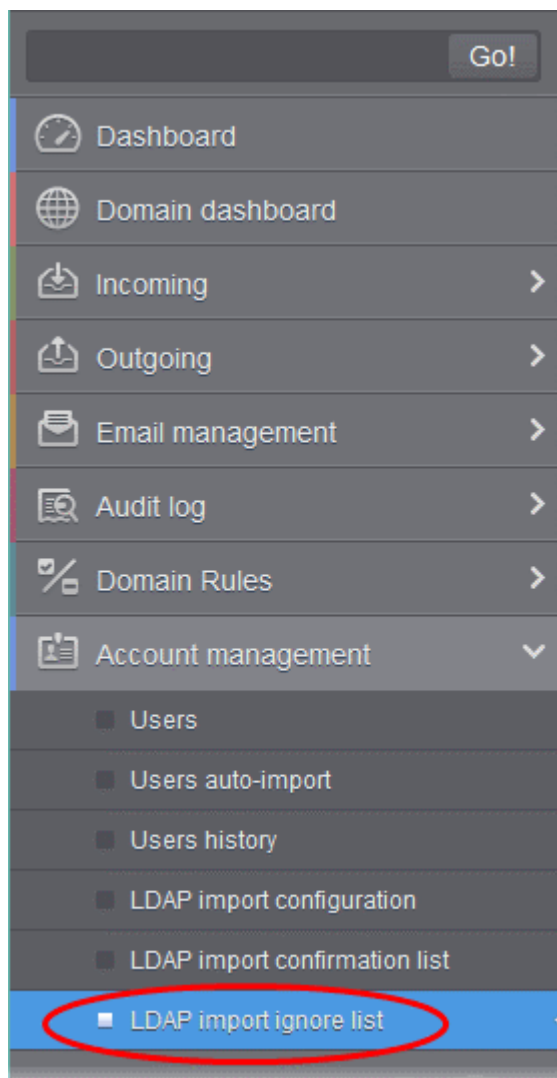 Go!
Dashboard
Domain dashboard
Incoming
Outgoing
Email management
Audit log
Domain Rules
Account management
Users
Users auto-import
Users history
LDAP import configuration
LDAP import confirmation list
LDAP import ignore list